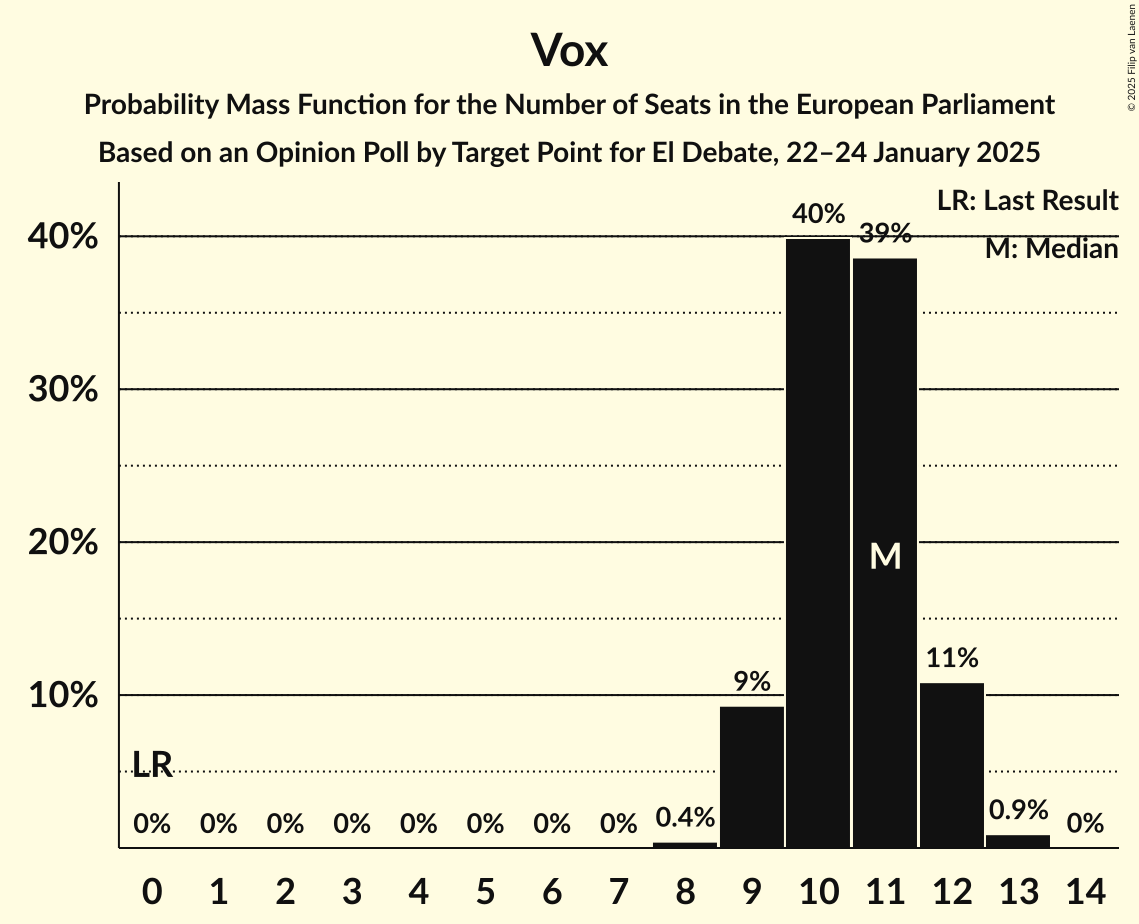 Vox
Probability Mass Function for the Number of Seats in the European Parliament
Based on an Opinion Poll by Target Point for El Debate, 22–24 January 2025
© 2025 Filip van Laenen
LR: Last Result
M: Median
40%
30%
20%
10%
40%
39%
M
11%
9%
LR
0% 0% 0% 0% 0% 0% 0% 0% 0.4% 0.9% 0%
0 1 2 3 4 5 6 7 8 9 10 11 12 13 14